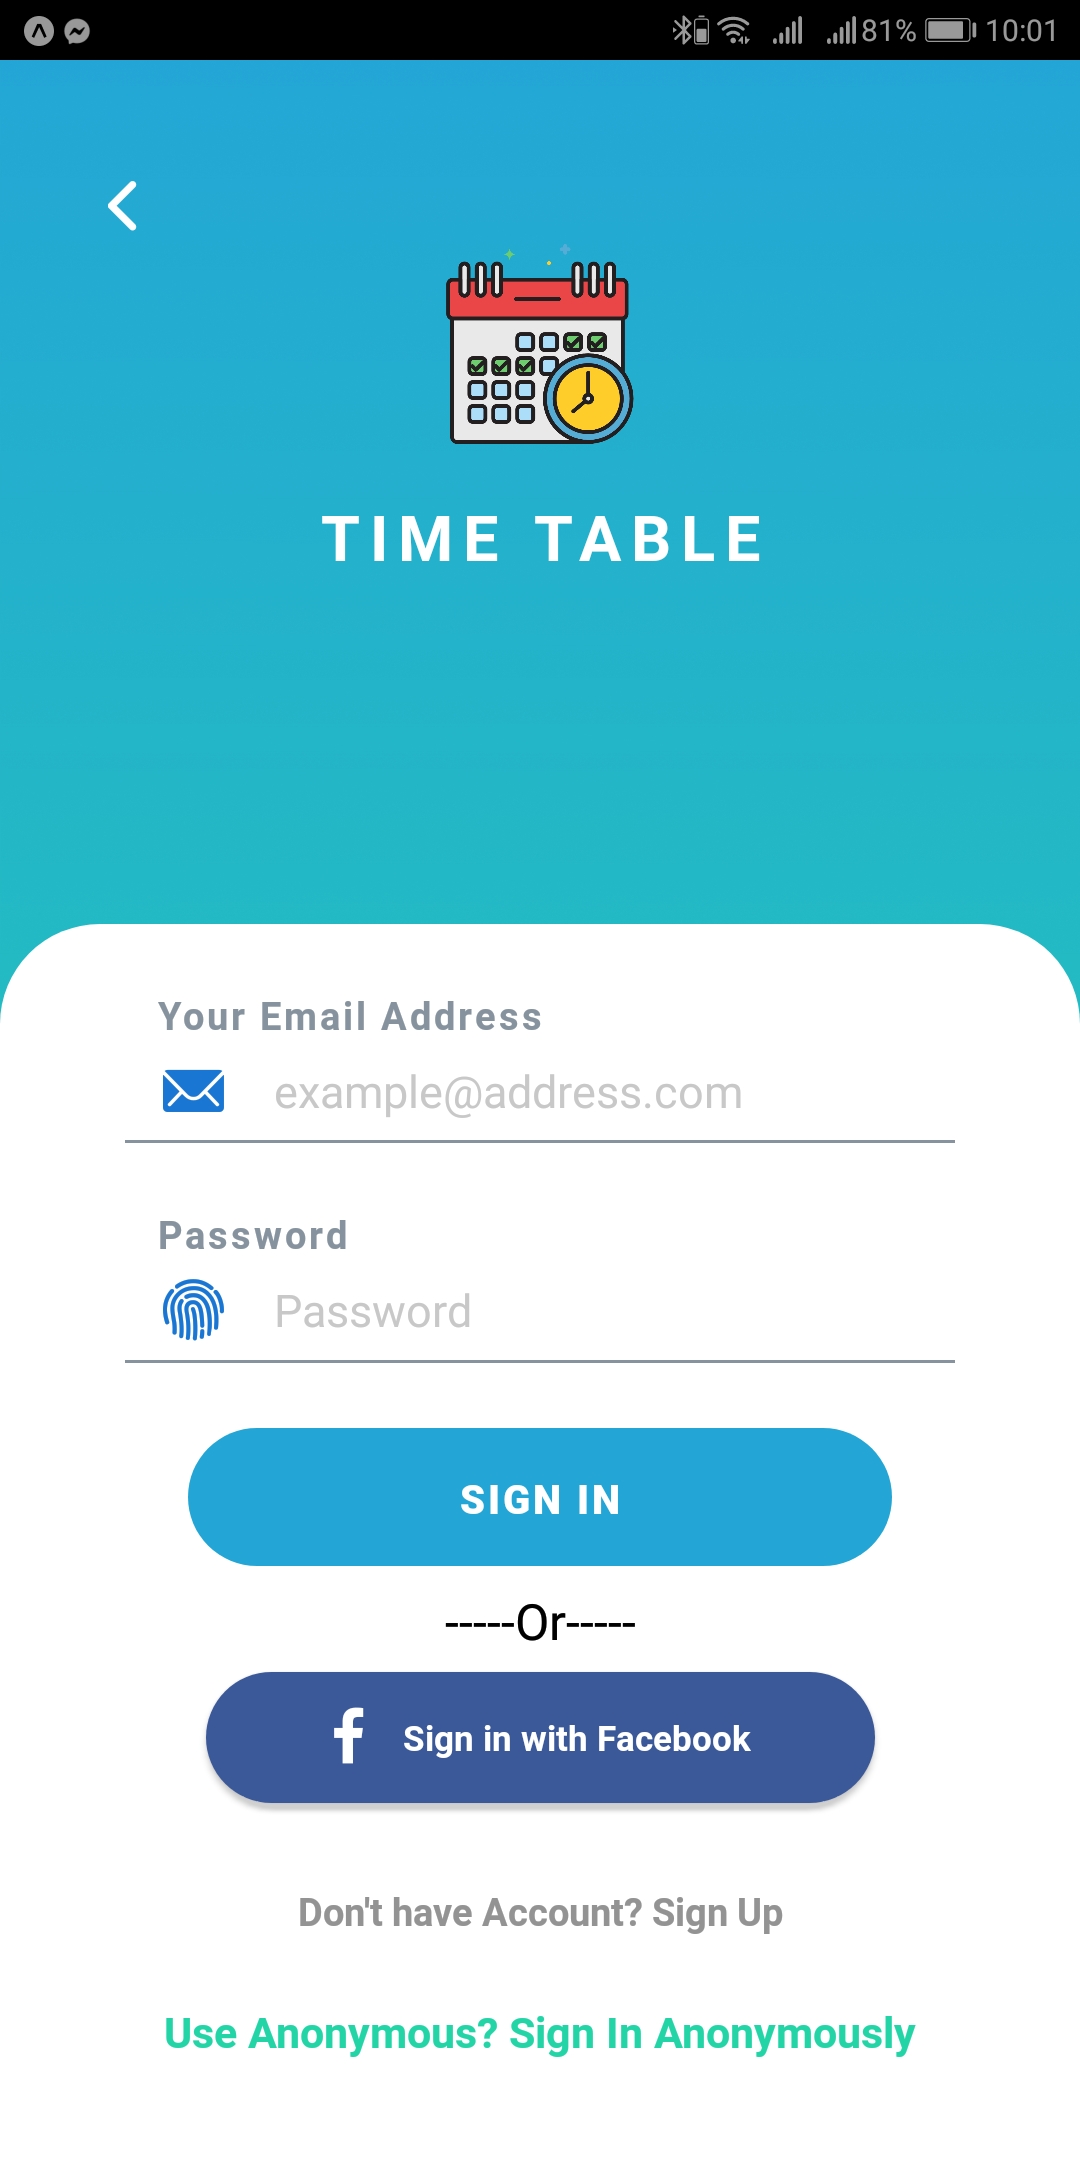 81% 10:01
TIME TABLE
Your Email Address
example@address.com
Password
Password
SIGN IN
-----Or-----
Sign in with Facebook
Don't have Account? Sign Up
Use Anonymous? Sign In Anonymously